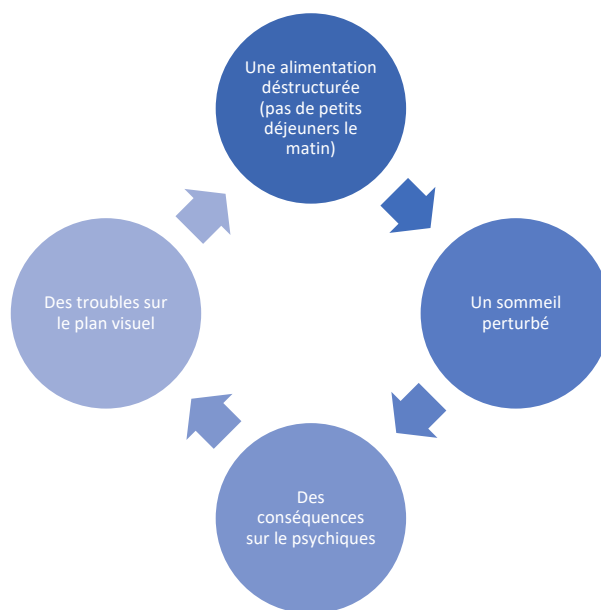 Une alimentation
déstructurée
(pas de petits
déjeuners le
matin)
Un sommeil
perturbé
Des
conséquences
sur le psychiques
Des troubles sur
le plan visuel